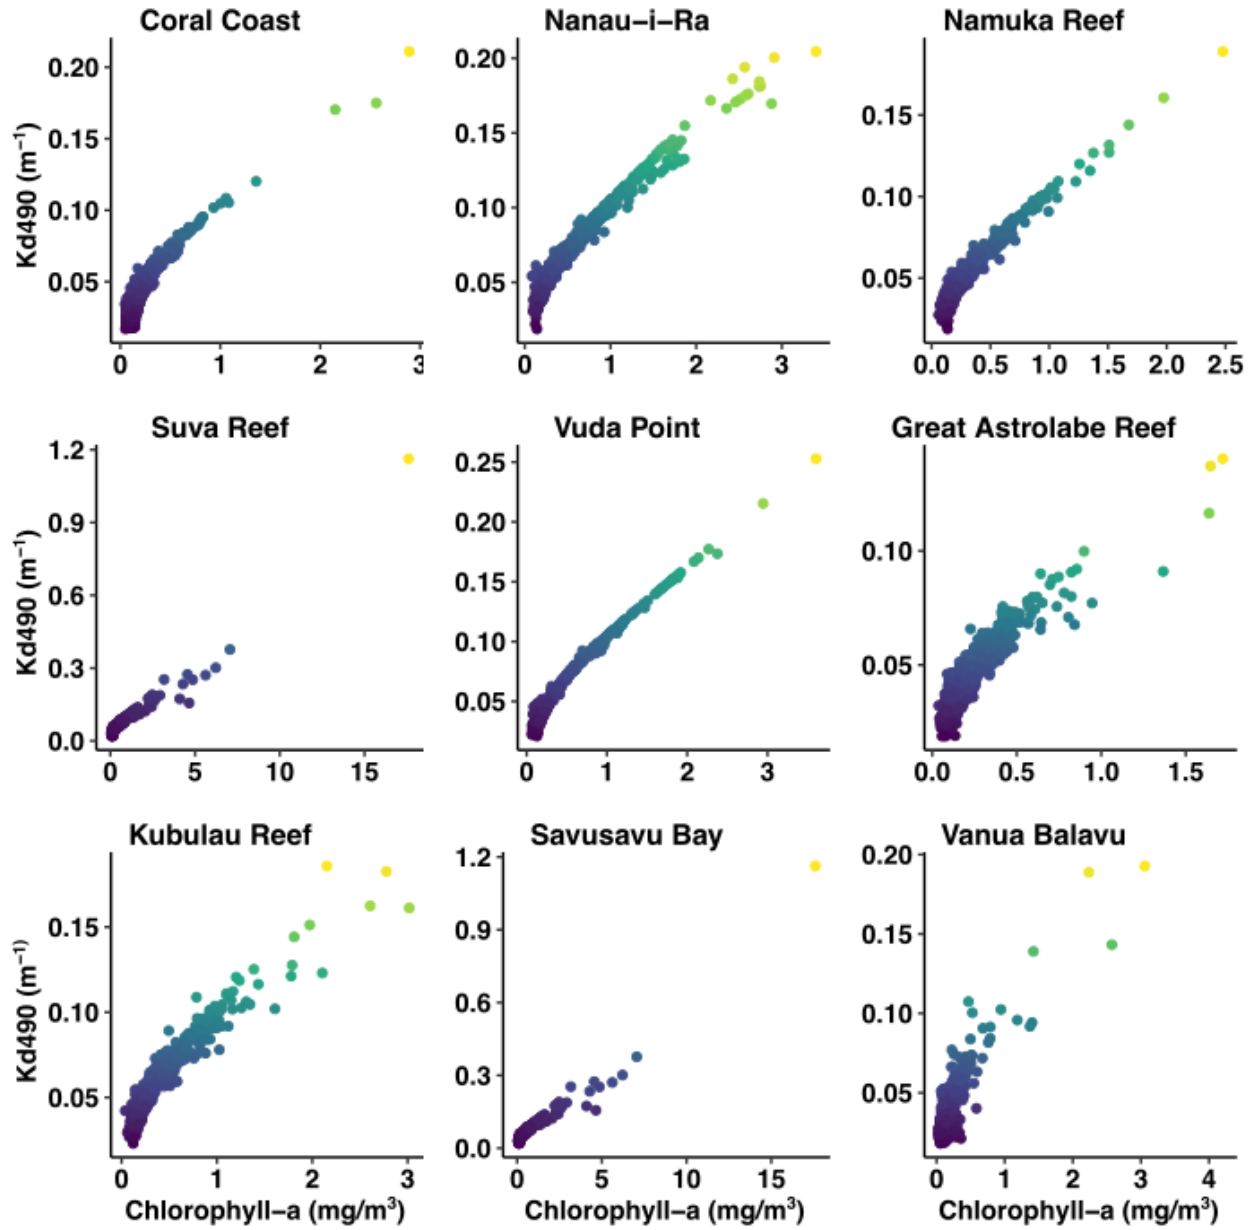 Coral Coast
Nanau−i−Ra
Namuka Reef
Kd490 (m⁻¹)
0.20
0.15
0.10
0.05
0 1 2 3
0.20
0.15
0.10
0.05
0 1 2 3
0.15
0.10
0.05
0.0 0.5 1.0 1.5 2.0 2.5
Suva Reef
Vuda Point
Great Astrolabe Reef
Kd490 (m⁻¹)
1.2
0.9
0.6
0.3
0.0
0 5 10 15
0.25
0.20
0.15
0.10
0.05
0 1 2 3
0.10
0.05
0.0 0.5 1.0 1.5
Kubulau Reef
Savusavu Bay
Vanua Balavu
Kd490 (m⁻¹⁾
0.15
0.10
0.05
0 1 2 3
Chlorophyll−a (mg/m³)
1.2
0.9
0.6
0.3
0.0
0 5 10 15
Chlorophyll−a (mg/m³)
0.20
0.15
0.10
0.05
0 1 2 3 4
Chlorophyll−a (mg/m³)